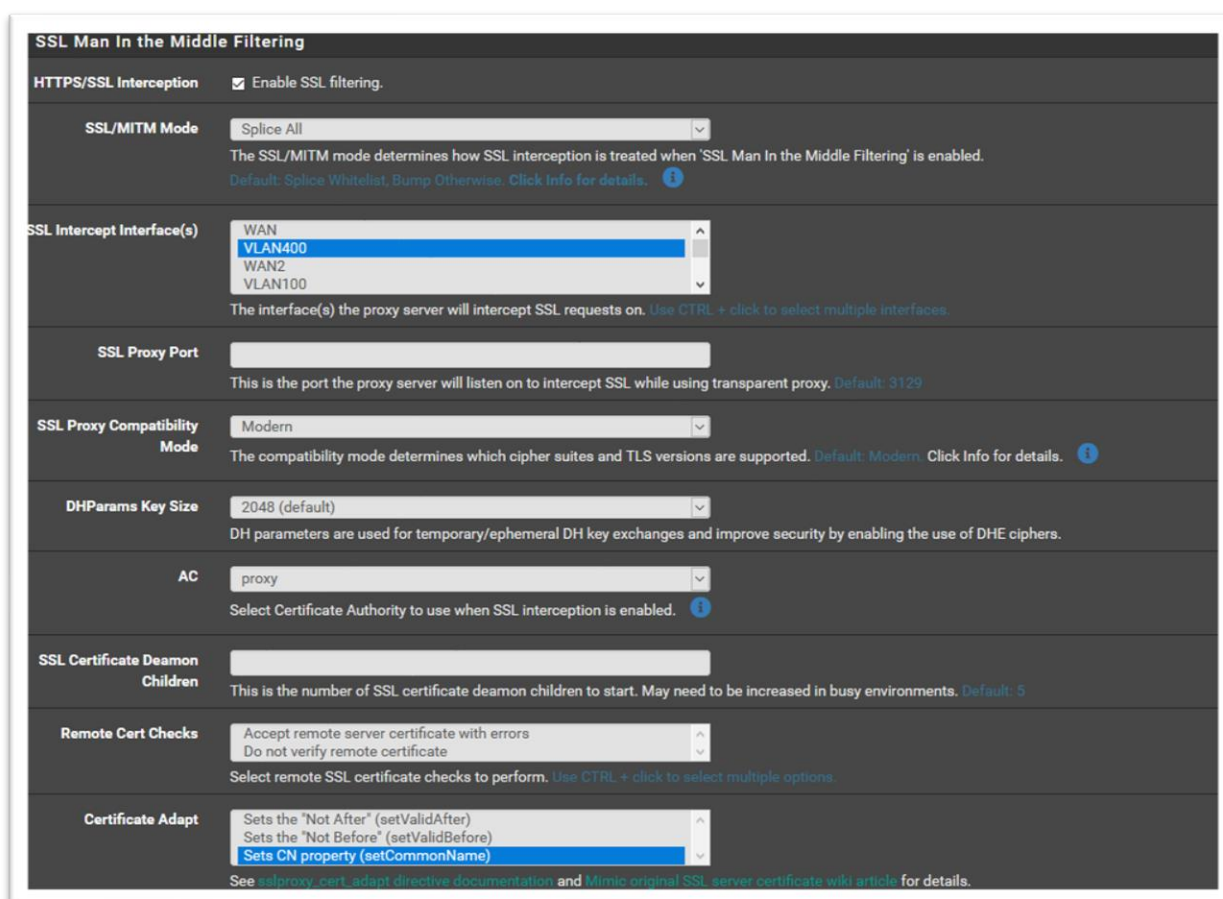 SSL Man In the Middle Filtering
HTTPS/SSL Interception Enable SSL filtering.
SSL/MITM Mode Splice All
The SSL/MITM mode determines how SSL interception is treated when 'SSL Man In the Middle Filtering' is enabled.
Default: Splice Whitelist, Bump Otherwise. Click Info for details.
SSL Intercept Interface(s) WAN
VLAN400
WAN2
VLAN100
The interface(s) the proxy server will intercept SSL requests on. Use CTRL + click to select multiple interfaces.
SSL Proxy Port
This is the port the proxy server will listen on to intercept SSL while using transparent proxy. Default: 3129
SSL Proxy Compatibility
Mode
Modern
The compatibility mode determines which cipher suites and TLS versions are supported. Default: Modern. Click Info for details.
DHParams Key Size 2048 (default)
DH parameters are used for temporary/ephemeral DH key exchanges and improve security by enabling the use of DHE ciphers.
AC proxy
Select Certificate Authority to use when SSL interception is enabled.
SSL Certificate Deamon
Children
This is the number of SSL certificate deamon children to start. May need to be increased in busy environments. Default: 5
Remote Cert Checks Accept remote server certificate with errors
Do not verify remote certificate
Select remote SSL certificate checks to perform. Use CTRL + click to select multiple options.
Certificate Adapt Sets the "Not After" (setValidAfter)
Sets the "Not Before" (setValidBefore)
Sets CN property (setCommonName)
See sslproxy_cert_adapt directive documentation and Mimic original SSL server certificate wiki article for details.